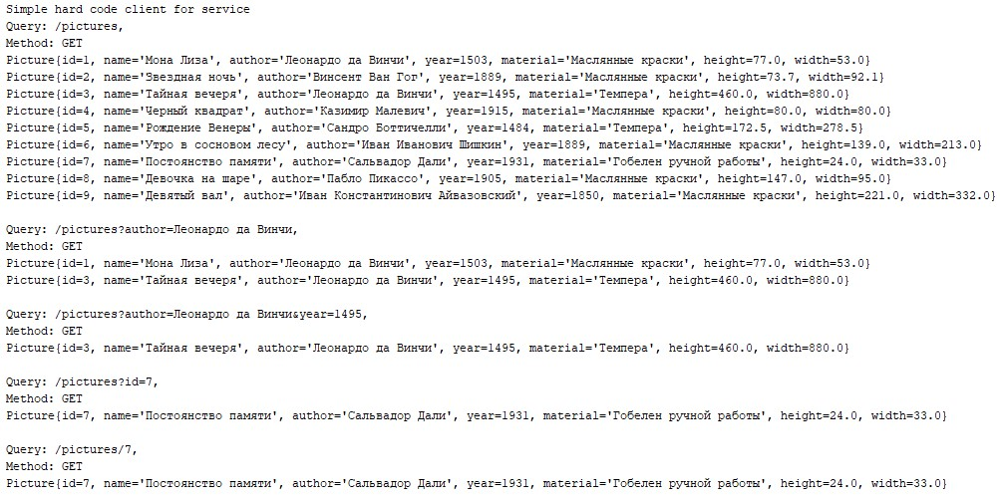 Simple hard code client for service
Query: /pictures,
Method: GET
Picture{id=1, name='Мона Лиза', author='Леонардо да Винчи', year=1503, material='Маслянные краски', height=77.0, width=53.0}
Picture{id=2, name='Звездная ночь', author='Винсент Ван Гог', year=1889, material='Маслянные краски', height=73.7, width=92.1}
Picture{id=3, name='Тайная вечеря', author='Леонардо да Винчи', year=1495, material='Темпера', height=460.0, width=880.0}
Picture{id=4, name='Черный квадрат', author='Казимир Малевич', year=1915, material='Маслянные краски', height=80.0, width=80.0}
Picture{id=5, name='Рождение Венеры', author='Сандро Боттичелли', year=1484, material='Темпера', height=172.5, width=278.5}
Picture{id=6, name='Утро в сосновом лесу', author='Иван Иванович Шишкин', year=1889, material='Маслянные краски', height=139.0, width=213.0}
Picture{id=7, name='Постоянство памяти', author='Сальвадор Дали', year=1931, material='Гобелен ручной работы', height=24.0, width=33.0}
Picture{id=8, name='Девочка на шаре', author='Пабло Пикассо', year=1905, material='Маслянные краски', height=147.0, width=95.0}
Picture{id=9, name='Девятый вал', author='Иван Константинович Айвазовский', year=1850, material='Маслянные краски', height=221.0, width=332.0}
Query: /pictures?author=Леонардо да Винчи,
Method: GET
Picture{id=1, name='Мона Лиза', author='Леонардо да Винчи', year=1503, material='Маслянные краски', height=77.0, width=53.0}
Picture{id=3, name='Тайная вечеря', author='Леонардо да Винчи', year=1495, material='Темпера', height=460.0, width=880.0}
Query: /pictures?author=Леонардо да Винчи&year=1495,
Method: GET
Picture{id=3, name='Тайная вечеря', author='Леонардо да Винчи', year=1495, material='Темпера', height=460.0, width=880.0}
Query: /pictures?id=7,
Method: GET
Picture{id=7, name='Постоянство памяти', author='Сальвадор Дали', year=1931, material='Гобелен ручной работы', height=24.0, width=33.0}
Query: /pictures/7,
Method: GET
Picture{id=7, name='Постоянство памяти', author='Сальвадор Дали', year=1931, material='Гобелен ручной работы', height=24.0, width=33.0}